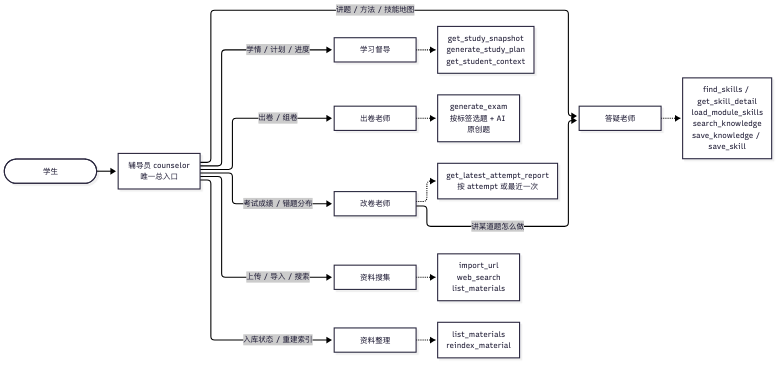 讲题 / 方法 / 技能地图
学情 / 计划 / 进度
学习督导
get_study_snapshot
generate_study_plan
get_student_context
出卷 / 组卷
出卷老师
generate_exam
按标签选题 + AI
原创题
答疑老师
find_skills /
get_skill_detail
load_module_skills
search_knowledge
save_knowledge /
save_skill
学生
辅导员 counselor
唯一总入口
考试成绩 / 错题分布
改卷老师
get_latest_attempt_report
按 attempt 或最近一次
讲某道题怎么做
上传 / 导入 / 搜索
资料搜集
import_url
web_search
list_materials
入库状态 / 重建索引
资料整理
list_materials
reindex_material